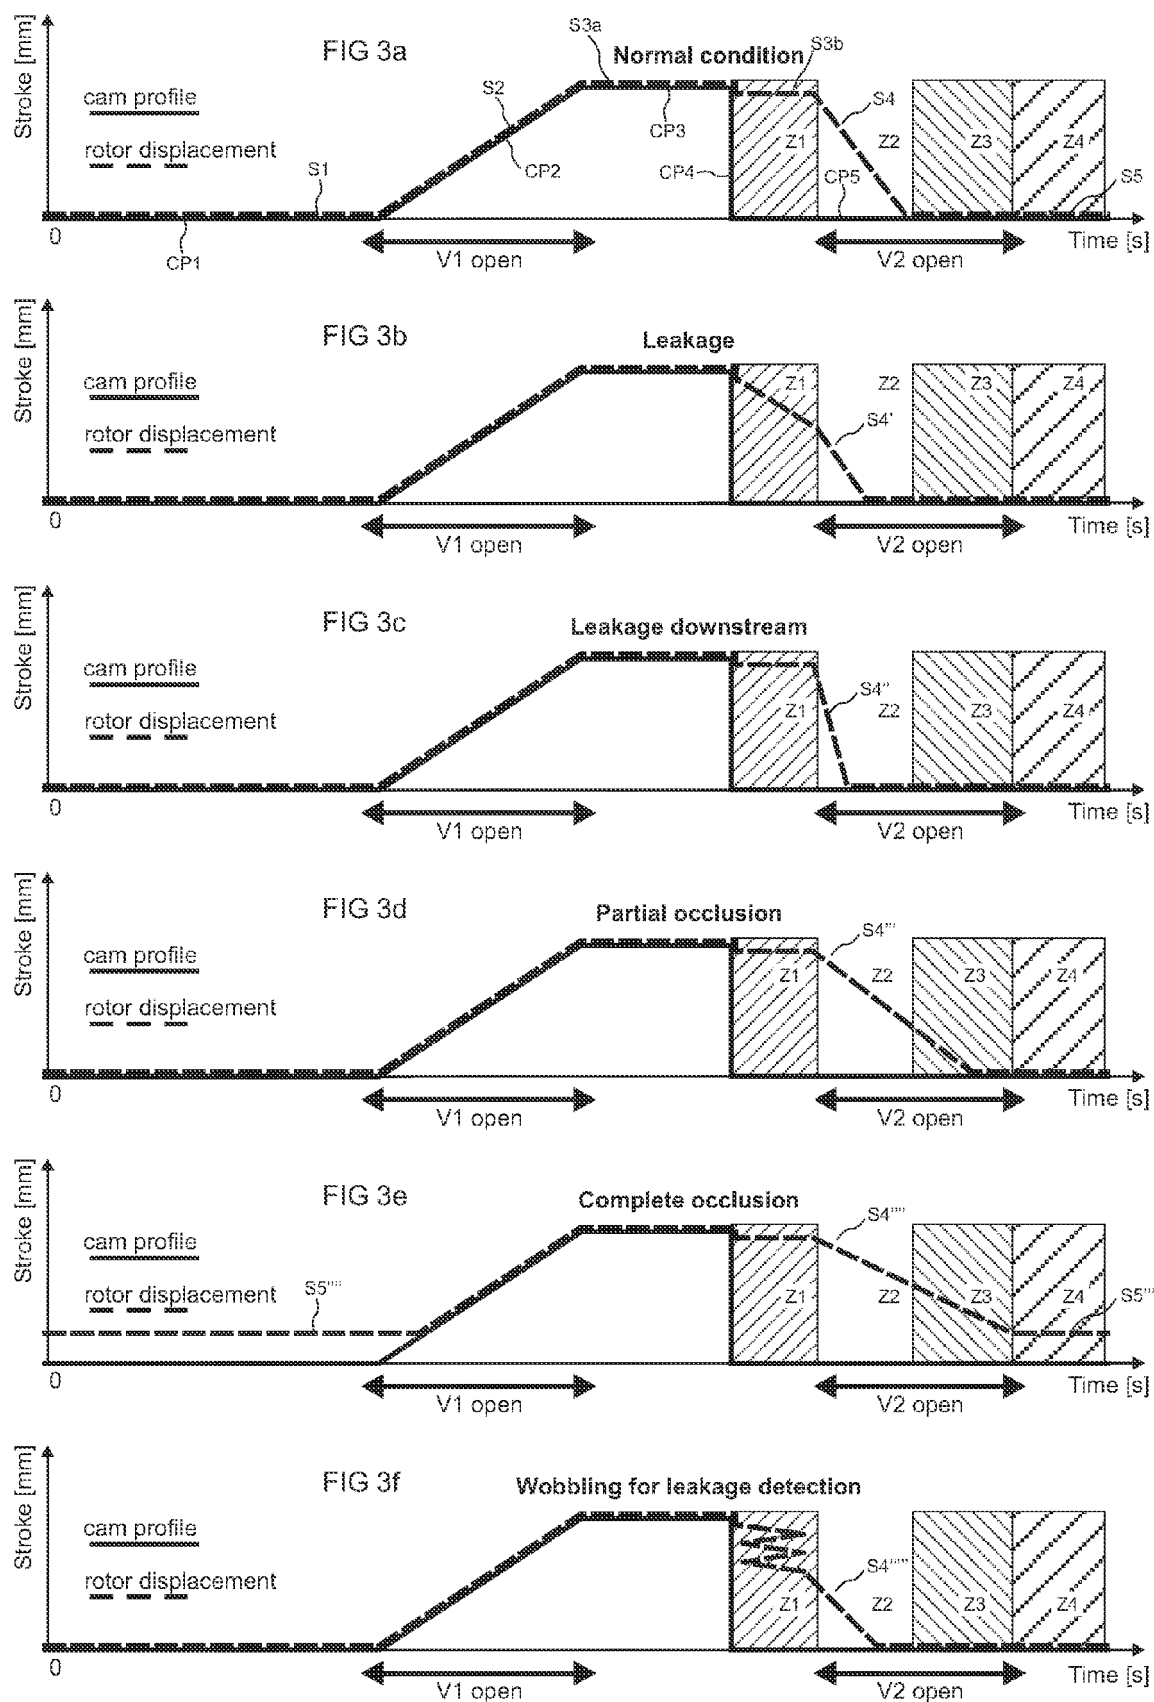 FIG 3a
Normal condition
Stroke [mm]
cam profile
rotor displacement
S1
S2
S3a
S3b
S4
S5
CP1
CP2
CP3
CP4
CP5
Z1
Z2
Z3
Z4
0
V1 open
V2 open
Time [s]
FIG 3b
Leakage
Stroke [mm]
cam profile
rotor displacement
Z1
Z2
Z3
Z4
S4'
0
V1 open
V2 open
Time [s]
FIG 3c
Leakage downstream
Stroke [mm]
cam profile
rotor displacement
S4''
Z1
Z2
Z3
Z4
0
V1 open
V2 open
Time [s]
FIG 3d
Partial occlusion
Stroke [mm]
cam profile
rotor displacement
S4'''
Z1
Z2
Z3
Z4
0
V1 open
V2 open
Time [s]
FIG 3e
Complete occlusion
Stroke [mm]
cam profile
rotor displacement
S5''''
S4''''
Z1
Z2
Z3
Z4
S5'''
0
V1 open
V2 open
Time [s]
FIG 3f
Wobbling for leakage detection
Stroke [mm]
cam profile
rotor displacement
S4'''''
Z1
Z2
Z3
Z4
0
V1 open
V2 open
Time [s]